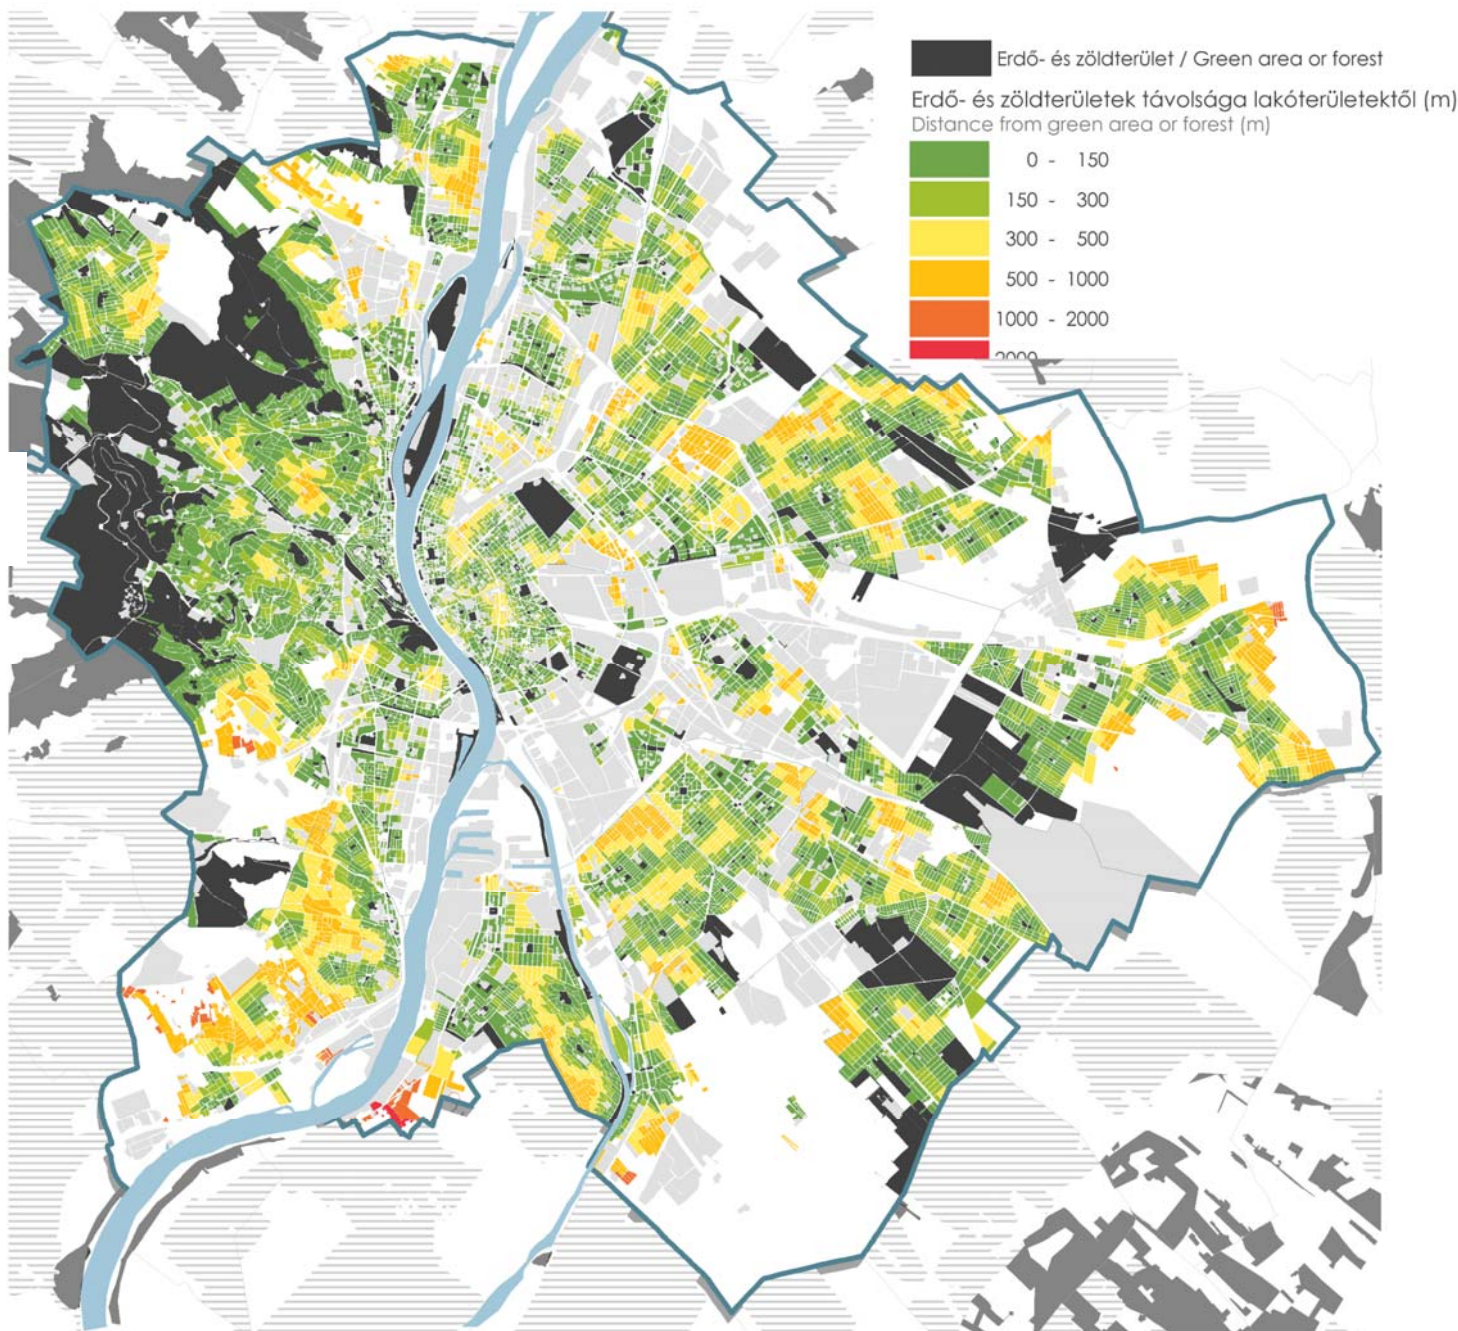 Erdő- és zöldterület / Green area or forest
Erdő- és zöldterületek távolsága lakóterületektől (m)
Distance from green area or forest (m)
0 - 150
150 - 300
300 - 500
500 - 1000
1000 - 2000
2000